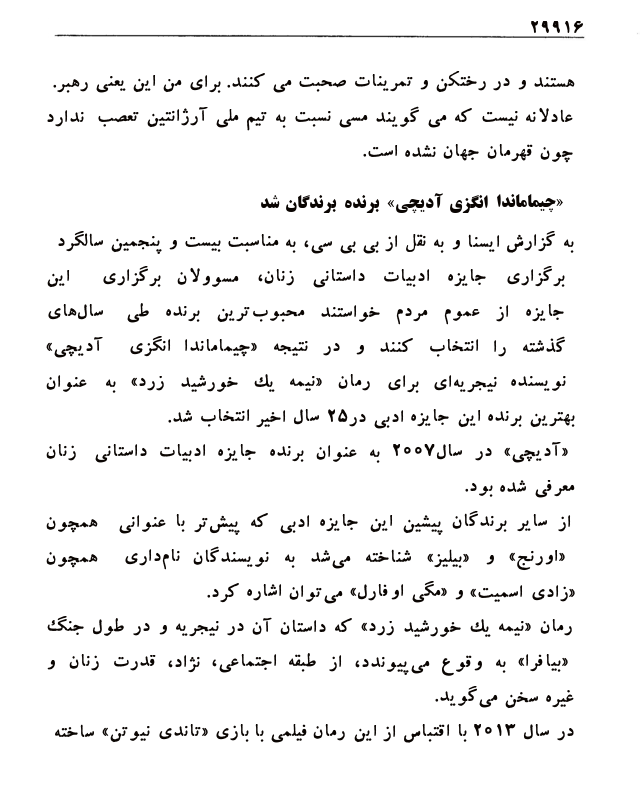 ۲۹۹۱۶
هستند و در رختکن و تمرینات صحبت می کنند. برای من این یعنی رهبر.
عادلانه نیست که می گویند مسی نسبت به تیم ملی آرژانتین تعصب ندارد
چون قهرمان جهان نشده است.
«چیماماندا انگزی آدیچی» برنده برندگان شد
به گزارش ایسنا و به نقل از بی بی سی، به مناسبت بیست و پنجمین سالگرد
برگزاری جایزه ادبیات داستانی زنان، مسوولان برگزاری این
جایزه از عموم مردم خواستند محبوب‌ترین برنده طی سال‌های
گذشته را انتخاب کنند و در نتیجه «چیماماندا انگزی آدیچی»
نویسنده نیجریه‌ای برای رمان «نیمه یك خورشید زرد» به عنوان
بهترین برنده این جایزه ادبی در۲۵ سال اخیر انتخاب شد.
«آدیچی» در سال۲۰۰۷ به عنوان برنده جایزه ادبیات داستانی زنان
معرفی شده بود.
از سایر برندگان پیشین این جایزه ادبی که پیش‌تر با عنوانی همچون
«اورنج» و «بیلیز» شناخته می‌شد به نویسندگان نام‌داری همچون
«زادی اسمیت» و «مگی اوفارل» می‌توان اشاره کرد.
رمان «نیمه یك خورشید زرد» که داستان آن در نیجریه و در طول جنگ
«بیافرا» به وقوع می‌پیوندد، از طبقه اجتماعی، نژاد، قدرت زنان و
غیره سخن می‌گوید.
در سال ۲۰۱۳ با اقتباس از این رمان فیلمی با بازی «تاندی نیوتن» ساخته